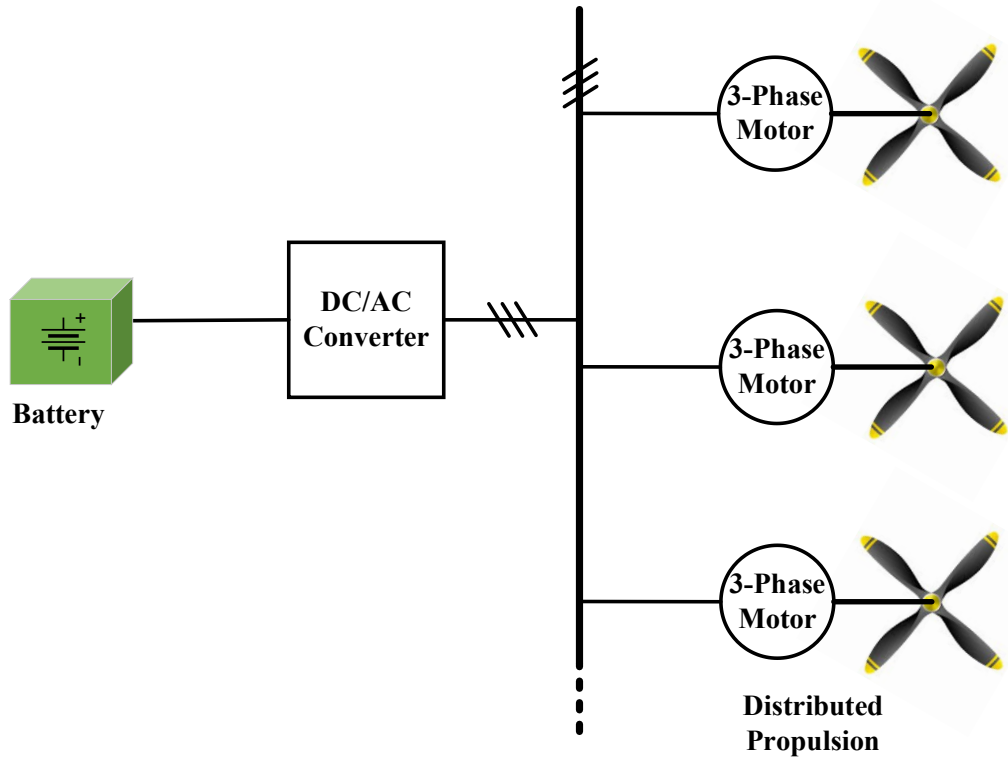 3-Phase
Motor
DC/AC
Converter
+
-
Battery
3-Phase
Motor
3-Phase
Motor
Distributed
Propulsion